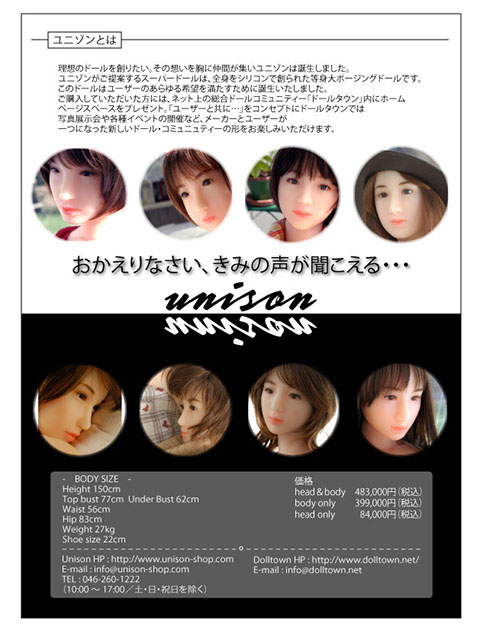 ユニゾンとは
理想のドールを創りたい。その想いを胸に仲間が集いユニゾンは誕生しました。
ユニゾンがご提案するスーパードールは、全身をシリコンで創られた等身大ポージングドールです。
このドールはユーザーのあらゆる希望を満たすために誕生いたしました。
ご購入していただいた方には、ネット上の総合ドールコミュニティー「ドールタウン」内にホーム
ページスペースをプレゼント。「ユーザーと共に…」をコンセプトにドールタウンでは
写真展示会や各種イベントの開催など、メーカーとユーザーが
一つになった新しいドール・コミュニュティーの形をお楽しみいただけます。
おかえりなさい、きみの声が聞こえる・・・
unison
unison
- BODY SIZE -
Height 150cm
Top bust 77cm Under Bust 62cm
Waist 56cm
Hip 83cm
Weight 27kg
Shoe size 22cm
価格
head & body 483,000円（税込）
body only 399,000円（税込）
head only 84,000円（税込）
Unison HP : http://www.unison-shop.com
E-mail : info@unison-shop.com
TEL : 046-260-1222
（10:00 ～ 17:00／土・日・祝日を除く）
Dolltown HP : http://www.dolltown.net/
E-mail : info@dolltown.net